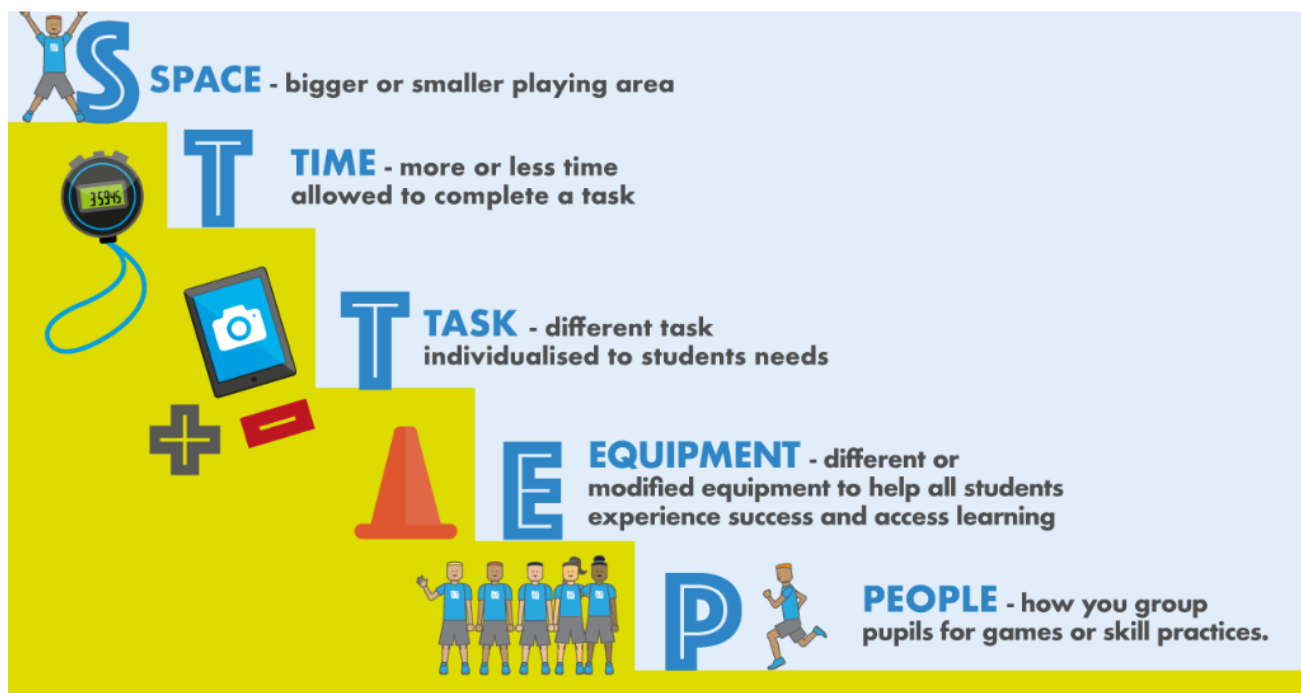 S
SPACE - bigger or smaller playing area
T
TIME - more or less time
allowed to complete a task
35945
T
TASK - different task
individualised to students needs
E
EQUIPMENT - different or
modified equipment to help all students
experience success and access learning
P
PEOPLE - how you group
pupils for games or skill practices.